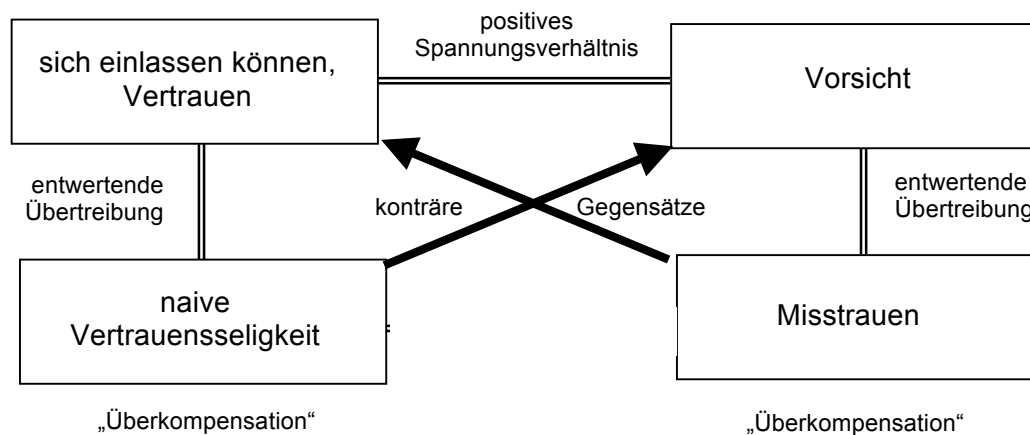 positives
Spannungsverhältnis
sich einlassen können,
Vertrauen
Vorsicht
entwertende
Übertreibung
konträre
Gegensätze
entwertende
Übertreibung
naive
Vertrauensseligkeit
Misstrauen
„Überkompensation“
„Überkompensation“